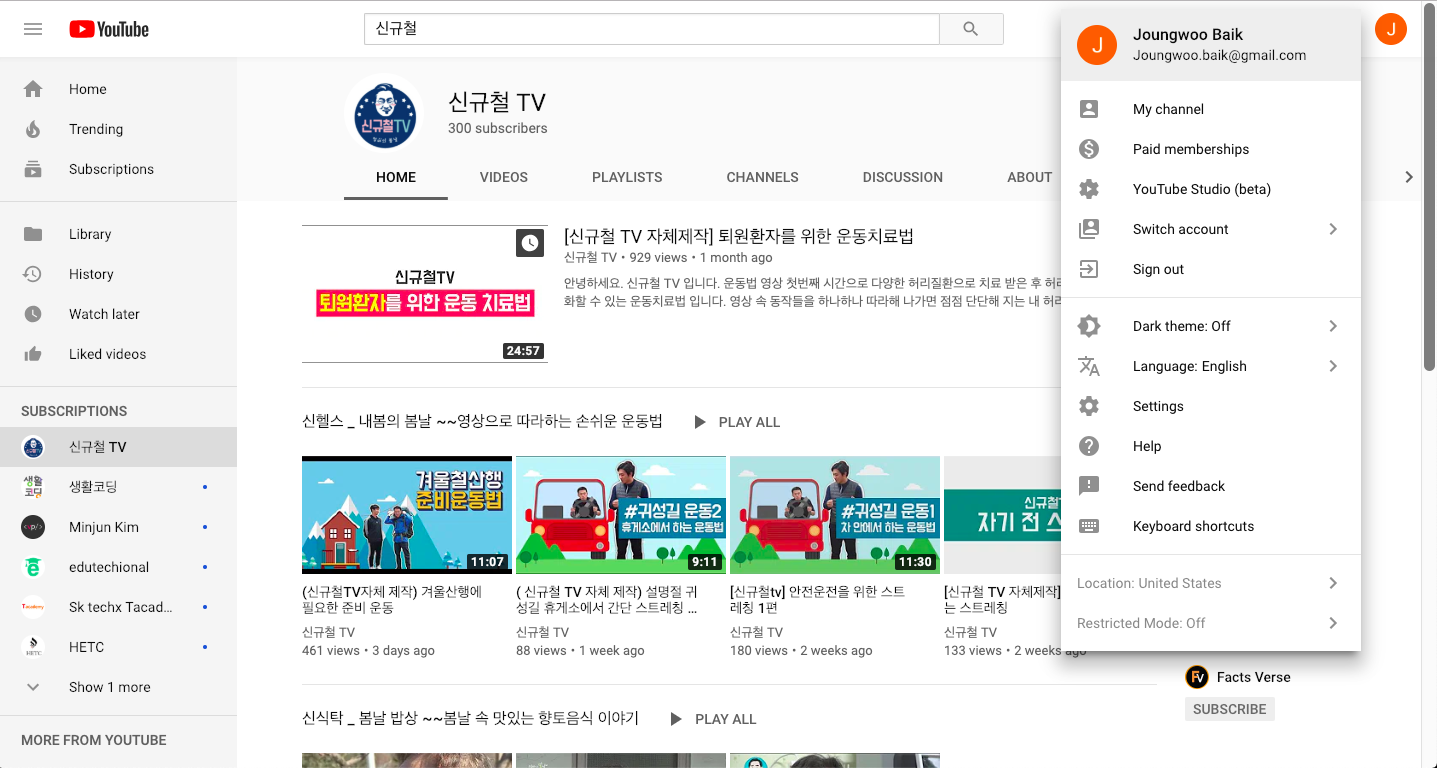 YouTube
신규철
J
Home
Trending
Subscriptions
Library
History
Watch later
Liked videos
SUBSCRIPTIONS
신규철 TV
생활코딩
Minjun Kim
edutechional
Sk techx Tacad...
HETC
Show 1 more
MORE FROM YOUTUBE
신규철TV
신규철 TV
300 subscribers
HOME VIDEOS PLAYLISTS CHANNELS DISCUSSION ABOUT
신규철TV
퇴원환자를 위한 운동 치료법
24:57
[신규철 TV 자체제작] 퇴원환자를 위한 운동치료법
신규철 TV • 929 views • 1 month ago
안녕하세요. 신규철 TV 입니다. 운동법 영상 첫번째 시간으로 다양한 허리질환으로 치료 받은 후 허리
화할 수 있는 운동치료법 입니다. 영상 속 동작들을 하나하나 따라해 나가면 점점 단단해 지는 내 허리
신헬스 _ 내몸의 봄날 ~~영상으로 따라하는 손쉬운 운동법 PLAY ALL
겨울철산행
준비운동법
11:07
(신규철TV자체 제작) 겨울산행에
필요한 준비 운동
신규철 TV
461 views • 3 days ago
#귀성길 운동2
휴게소에서 하는 운동법
9:11
( 신규철 TV 자체 제작) 설명절 귀
성길 휴게소에서 간단 스트레칭 ...
신규철 TV
88 views • 1 week ago
#귀성길 운동1
차 안에서 하는 운동법
11:30
[신규철tv] 안전운전을 위한 스트
레칭 1편
신규철 TV
180 views • 2 weeks ago
신규철
자기 전 스
[신규철 TV 자체제작]
는 스트레칭
신규철 TV
133 views • 2 weeks ago
신식탁 _ 봄날 밥상 ~~봄날 속 맛있는 향토음식 이야기 PLAY ALL
J
Joungwoo Baik
Joungwoo.baik@gmail.com
My channel
Paid memberships
YouTube Studio (beta)
Switch account
Sign out
Dark theme: Off
Language: English
Settings
Help
Send feedback
Keyboard shortcuts
Location: United States
Restricted Mode: Off
FV
Facts Verse
SUBSCRIBE